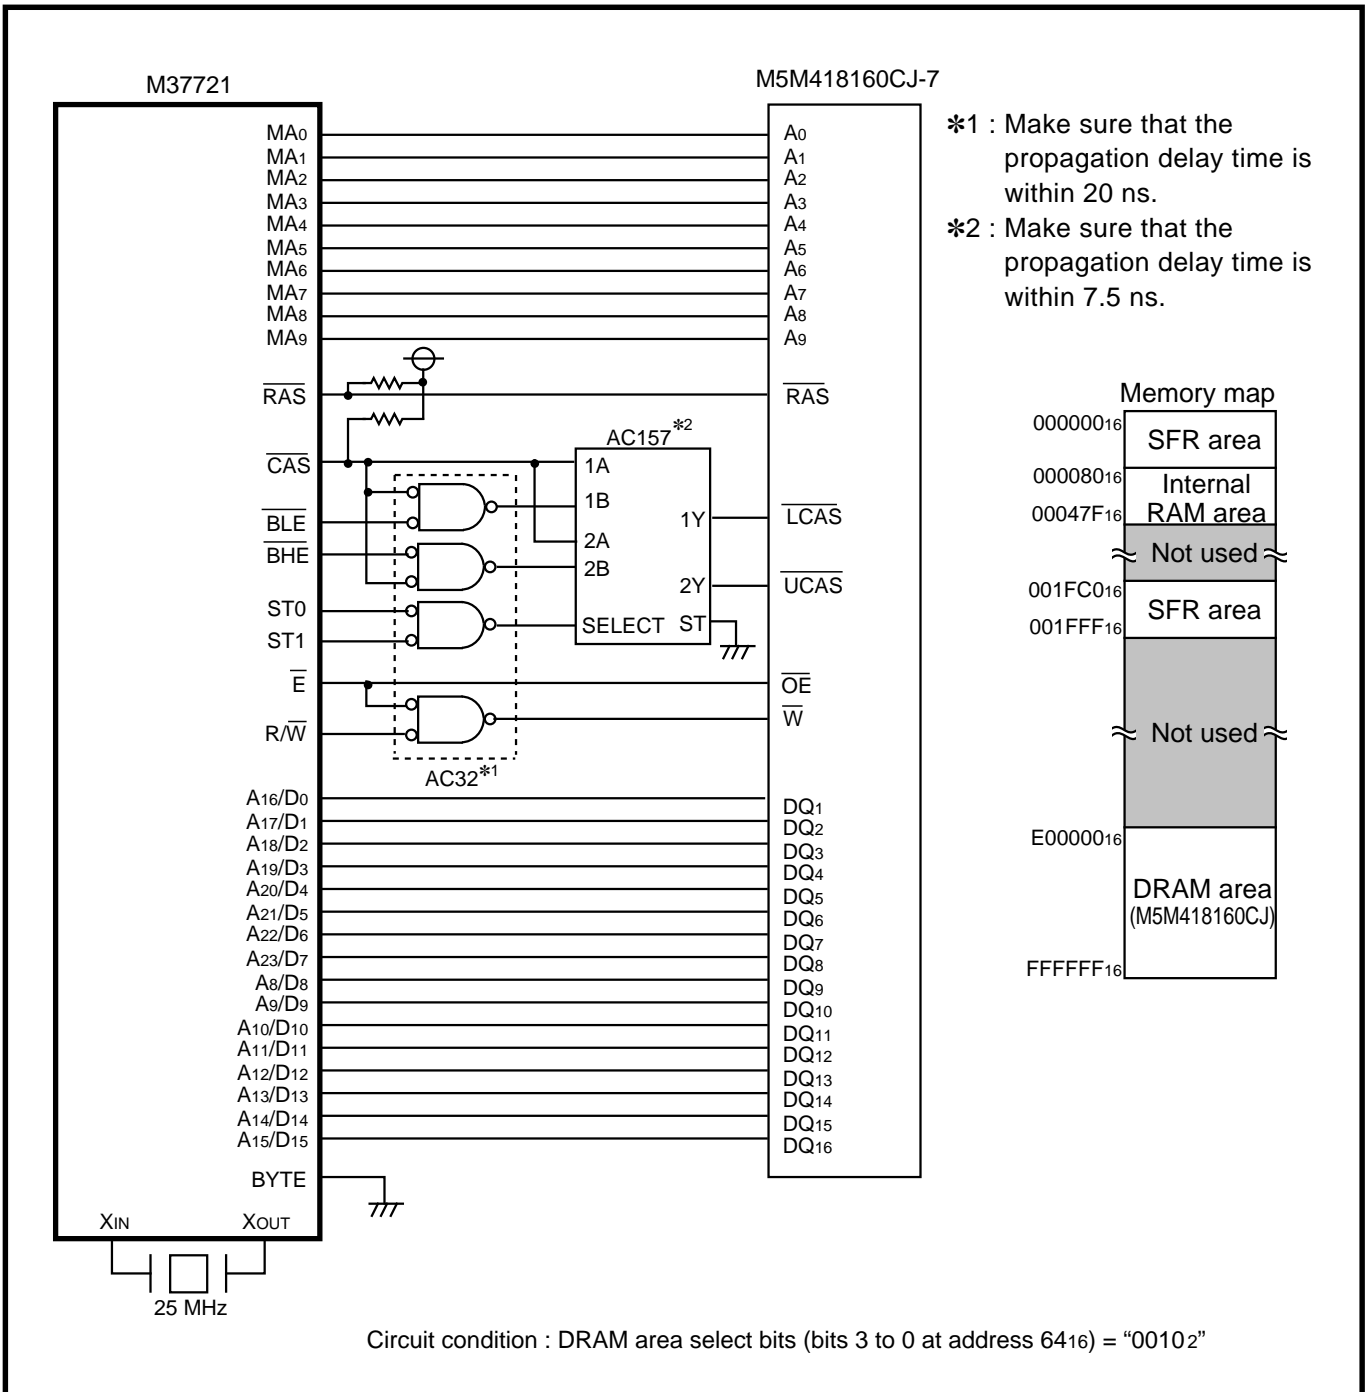 M37721
M5M418160CJ-7
MA0
MA1
MA2
MA3
MA4
MA5
MA6
MA7
MA8
MA9
RAS
CAS
BLE
BHE
ST0
ST1
E
R/W
A16/D0
A17/D1
A18/D2
A19/D3
A20/D4
A21/D5
A22/D6
A23/D7
A8/D8
A9/D9
A10/D10
A11/D11
A12/D12
A13/D13
A14/D14
A15/D15
BYTE
XIN XOUT
25 MHz
AC157✻2
1A
1B
2A
2B
SELECT
1Y
2Y
ST
AC32✻1
A0
A1
A2
A3
A4
A5
A6
A7
A8
A9
RAS
LCAS
UCAS
OE
W
DQ1
DQ2
DQ3
DQ4
DQ5
DQ6
DQ7
DQ8
DQ9
DQ10
DQ11
DQ12
DQ13
DQ14
DQ15
DQ16
✻1 : Make sure that the
propagation delay time is
within 20 ns.
✻2 : Make sure that the
propagation delay time is
within 7.5 ns.
Memory map
00000016
SFR area
00008016
Internal
00047F16 RAM area
Not used
001FC016
SFR area
001FFF16
Not used
E0000016
DRAM area
(M5M418160CJ)
FFFFFF16
Circuit condition : DRAM area select bits (bits 3 to 0 at address 6416) = “00102”